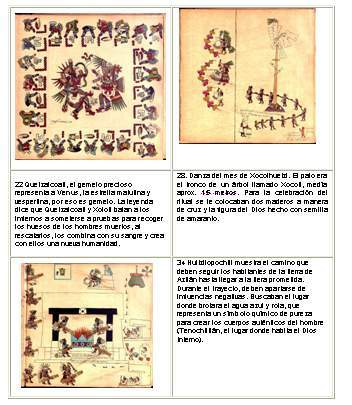 22 Quetzalcoatl, el gemelo precioso
representa a Venus, la estrella matutina y
vespertina, por eso es gemelo. La leyenda
dice que Quetzalcoatl y Xolotl bajan a los
infiernos a someterse a pruebas para recoger
los huesos de los hombres muertos, al
rescatarlos, los combina con su sangre y crea
con ellos una nueva humanidad.
28. Danza del mes de Xocolhuetzi. El palo era
el tronco de un árbol llamado Xocotl, medía
aprox. 15 metros. Para la celebración del
ritual se le colocaban dos maderos a manera
de cruz y la figura del Dios hecho con semilla
de amaranto.
34 Huitzilopochtli muestra el camino que
deben seguir los habitantes de la tierra de
Aztlán hasta llegar a la tierra prometida.
Durante el trayecto, deben apartarse de
influencias negativas. Buscaban el lugar
donde brotara el agua azul y roja, que
representa un símbolo químico de pureza
para crear los cuerpos auténticos del hombre
(Tenochtitlán, el lugar donde habita el Dios
interno).